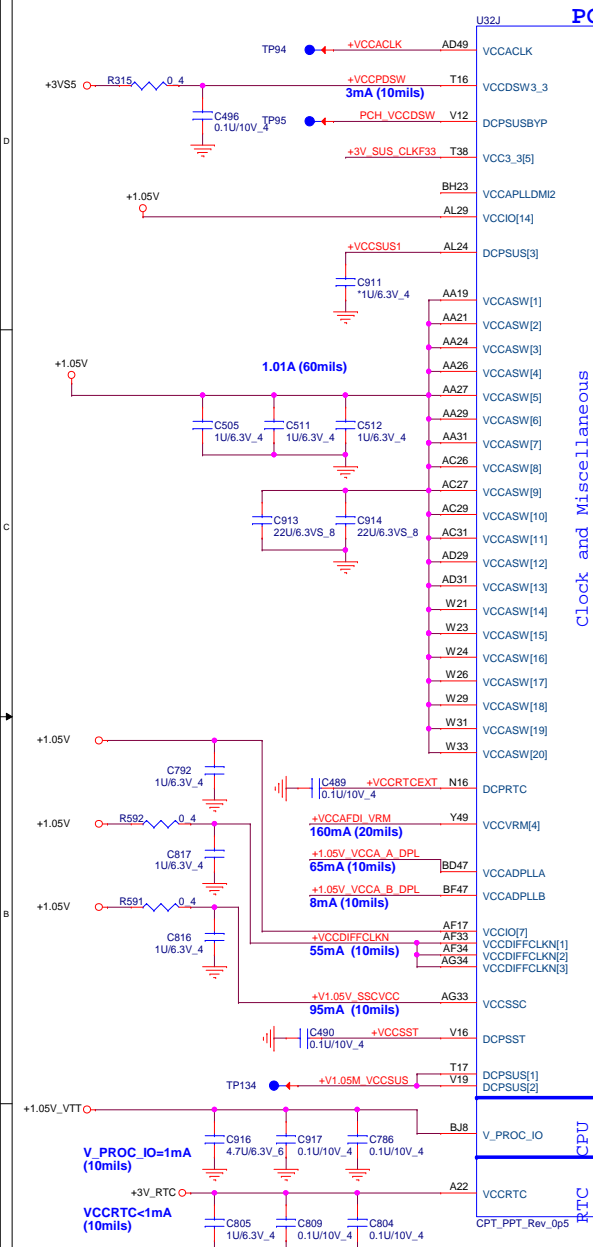 PC
U32J
TP94
+VCCACLK
AD49
VCCACLK
+3VS5
R315
0_4
+VCCPDSW
3mA (10mils)
T16
VCCDSW3_3
C496
0.1U/10V_4
TP95
PCH_VCCDSW
V12
DCPSUSBYP
D
+3V_SUS_CLKF33
T38
VCC3_3[5]
BH23
VCCAPLLDMI2
+1.05V
AL29
VCCIO[14]
+VCCSUS1
AL24
DCPSUS[3]
C911
*1U/6.3V_4
AA19
VCCASW[1]
AA21
VCCASW[2]
AA24
VCCASW[3]
+1.05V
1.01A (60mils)
AA26
VCCASW[4]
AA27
VCCASW[5]
AA29
VCCASW[6]
C505
1U/6.3V_4
C511
1U/6.3V_4
C512
1U/6.3V_4
AA31
VCCASW[7]
AC26
VCCASW[8]
AC27
VCCASW[9]
AC29
VCCASW[10]
C
C913
22U/6.3VS_8
C914
22U/6.3VS_8
AC31
VCCASW[11]
AD29
VCCASW[12]
AD31
VCCASW[13]
W21
VCCASW[14]
W23
VCCASW[15]
W24
VCCASW[16]
W26
VCCASW[17]
W29
VCCASW[18]
W31
VCCASW[19]
W33
VCCASW[20]
Clock and Miscellaneous
+1.05V
C792
1U/6.3V_4
C489
0.1U/10V_4
+VCCRTCEXT
N16
DCPRTC
+1.05V
R592
0_4
+VCCAFDI_VRM
160mA (20mils)
Y49
VCCVRM[4]
C817
1U/6.3V_4
+1.05V_VCCA_A_DPL
65mA (10mils)
BD47
VCCADPLLA
+1.05V_VCCA_B_DPL
8mA (10mils)
BF47
VCCADPLLB
+1.05V
R591
0_4
B
C816
1U/6.3V_4
AF17
VCCIO[7]
+VCCDIFFCLKN
55mA (10mils)
AF33
VCCDIFFCLKN[1]
AF34
VCCDIFFCLKN[2]
AG34
VCCDIFFCLKN[3]
+V1.05V_SSCVCC
95mA (10mils)
AG33
VCCSSC
C490
0.1U/10V_4
+VCCSST
V16
DCPSST
T17
DCPSUS[1]
TP134
+V1.05M_VCCSUS
V19
DCPSUS[2]
+1.05V_VTT
V_PROC_IO=1mA
(10mils)
C916
4.7U/6.3V_6
C917
0.1U/10V_4
C786
0.1U/10V_4
BJ8
V_PROC_IO
CPU
+3V_RTC
VCCRTC<1mA
(10mils)
A22
VCCRTC
RTC
C805
1U/6.3V_4
C809
0.1U/10V_4
C804
0.1U/10V_4
CPT_PPT_Rev_0p5